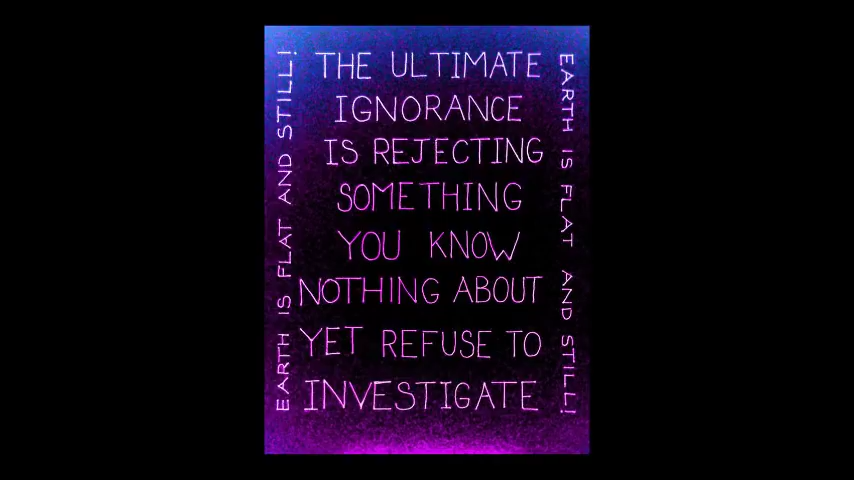 EARTH IS FLAT AND STILL!
THE ULTIMATE
IGNORANCE
IS REJECTING
SOMETHING
YOU KNOW
NOTHING ABOUT
YET REFUSE TO
INVESTIGATE
EARTH IS FLAT AND STILL!